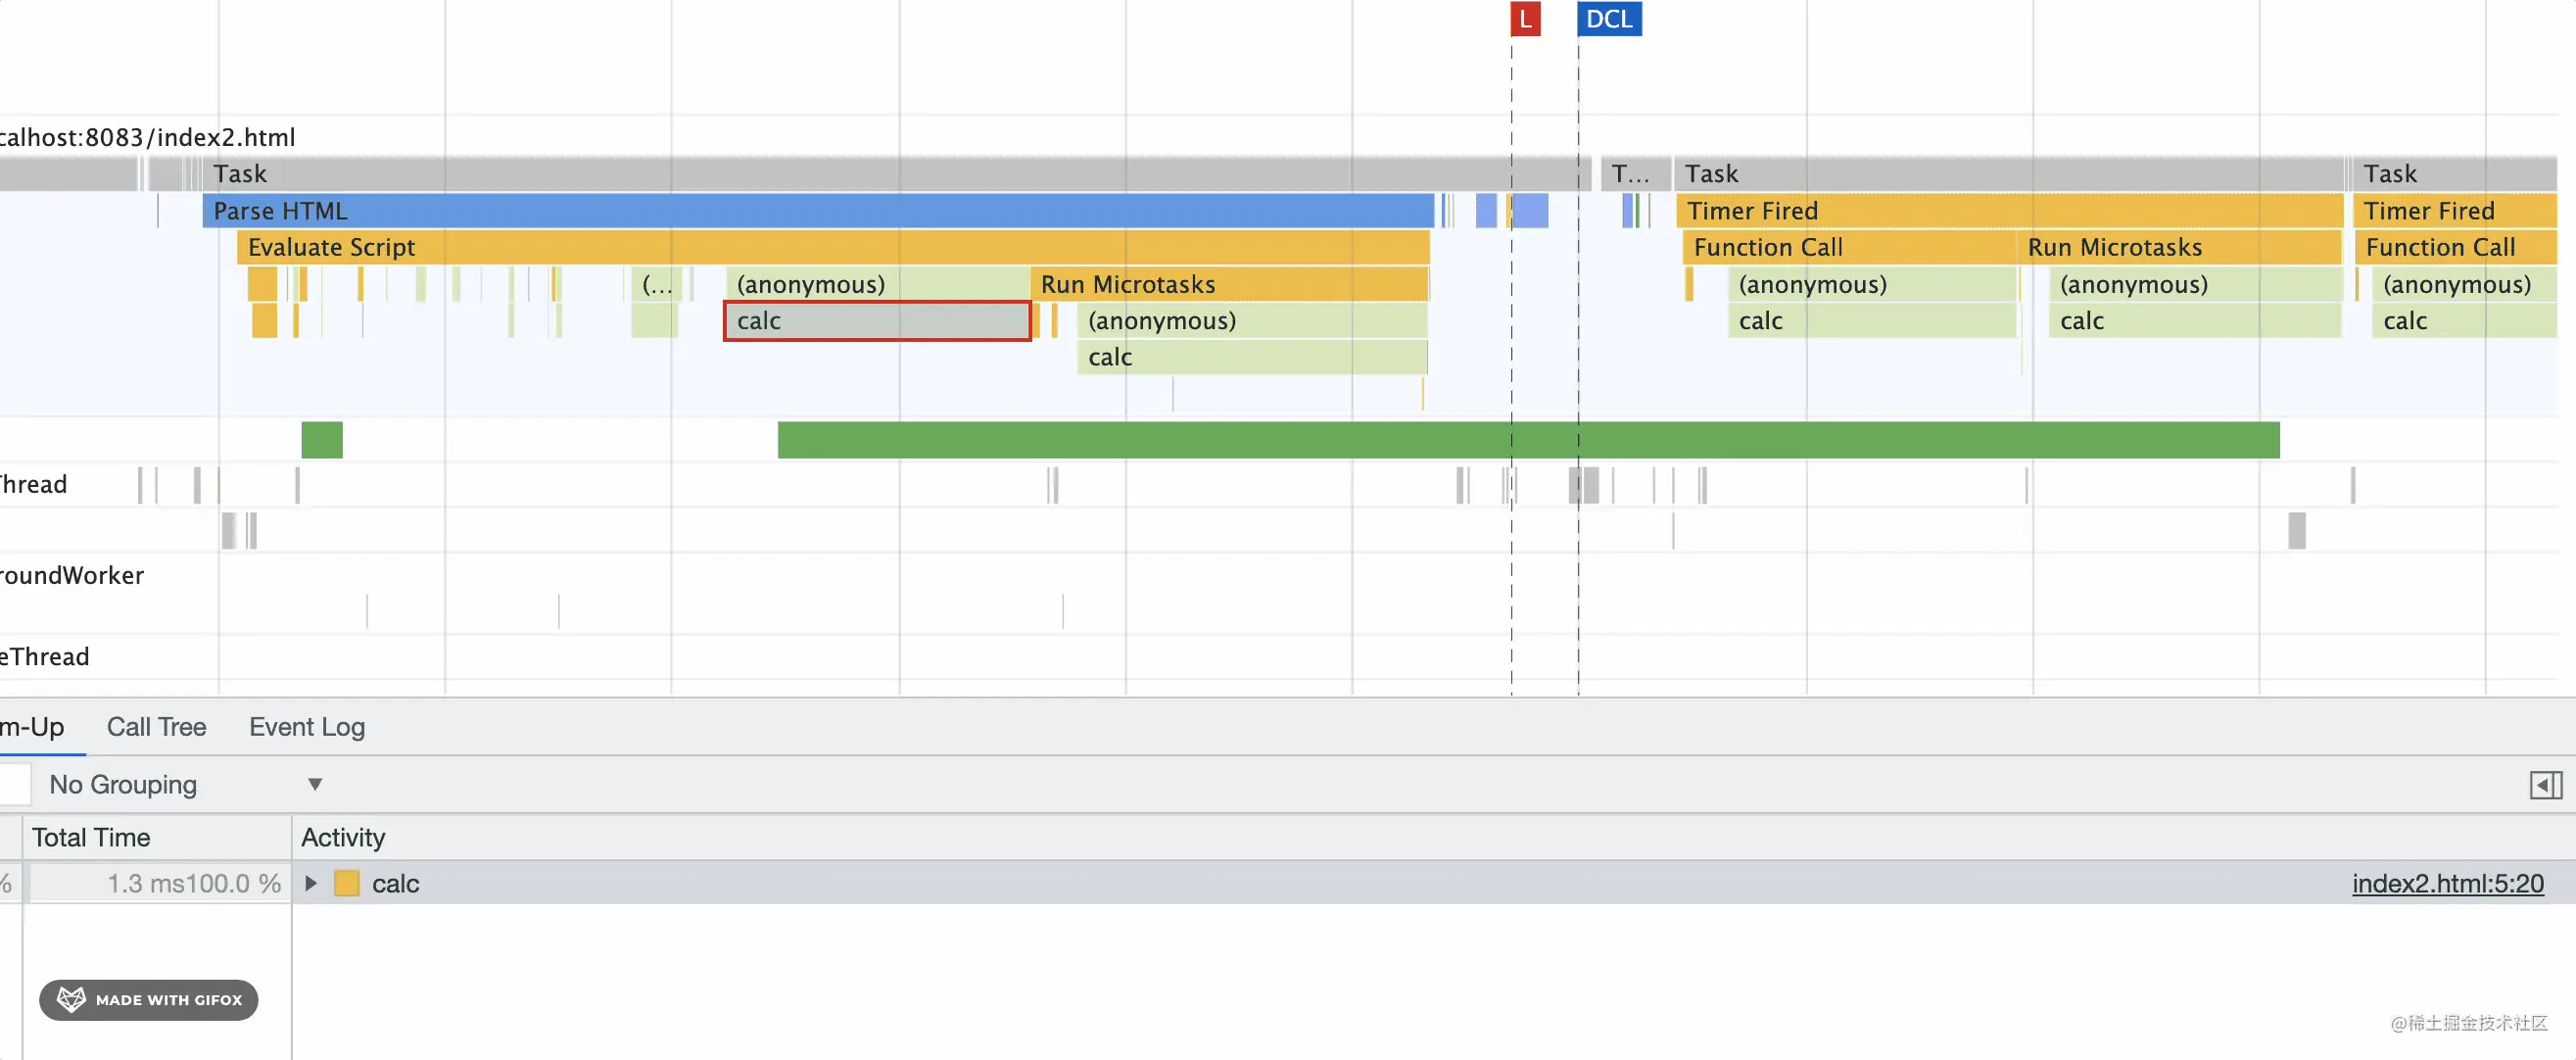 L DCL
calhost:8083/index2.html
Task T... Task Task
Parse HTML Timer Fired Timer Fired
Evaluate Script Function Call Run Microtasks Function Call
(... (anonymous) Run Microtasks (anonymous) (anonymous) (anonymous)
calc (anonymous) calc calc calc
calc
Thread
roundWorker
eThread
m-Up Call Tree Event Log
No Grouping
Total Time Activity
% 1.3 ms100.0 % calc index2.html:5:20
MADE WITH GIFOX
@稀土掘金技术社区